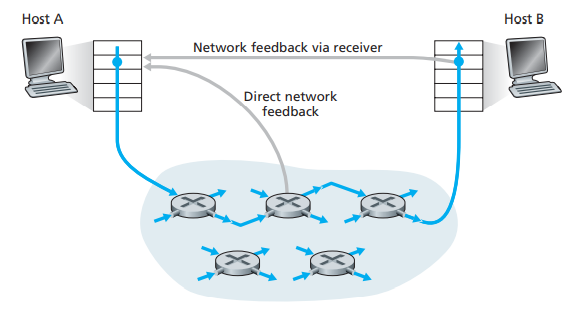 Host A
Host B
Network feedback via receiver
Direct network
feedback